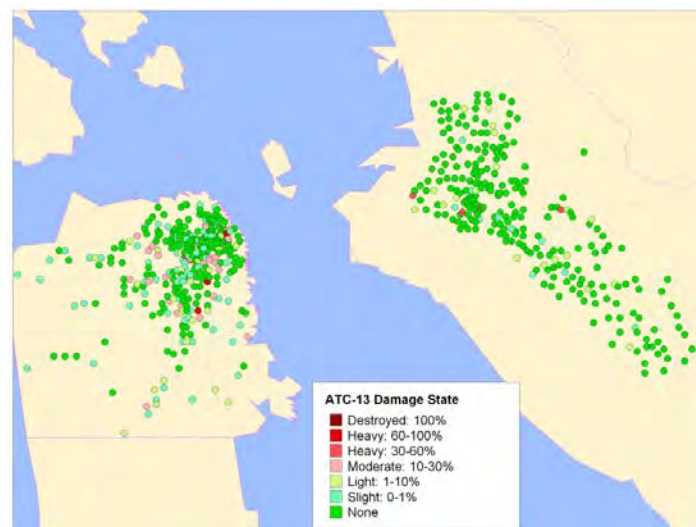 ATC-13 Damage State
Destroyed: 100%
Heavy: 60-100%
Heavy: 30-60%
Moderate: 10-30%
Light: 1-10%
Slight: 0-1%
None